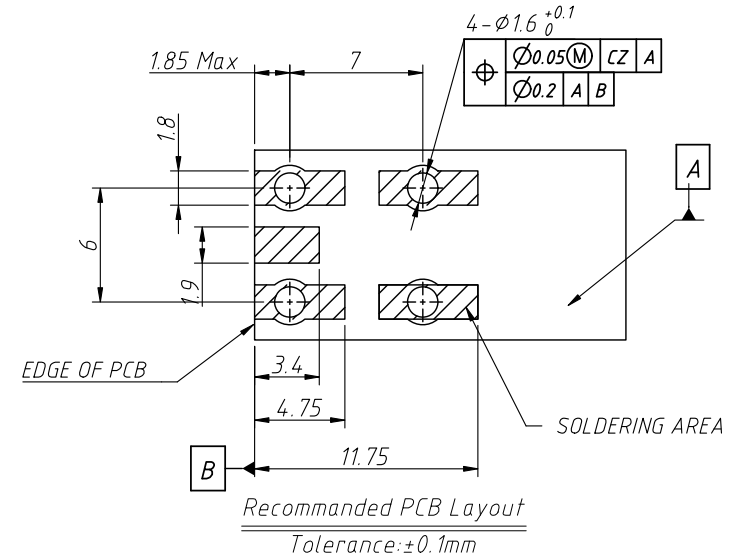 4-Φ1.6 +0.1 0
⌖ Ø0.05 Ⓜ CZ A
Ø0.2 A B
1.85 Max
7
1.8
A
6
1.9
EDGE OF PCB
3.4
4.75
SOLDERING AREA
11.75
B
Recommanded PCB Layout
Tolerance:±0.1mm